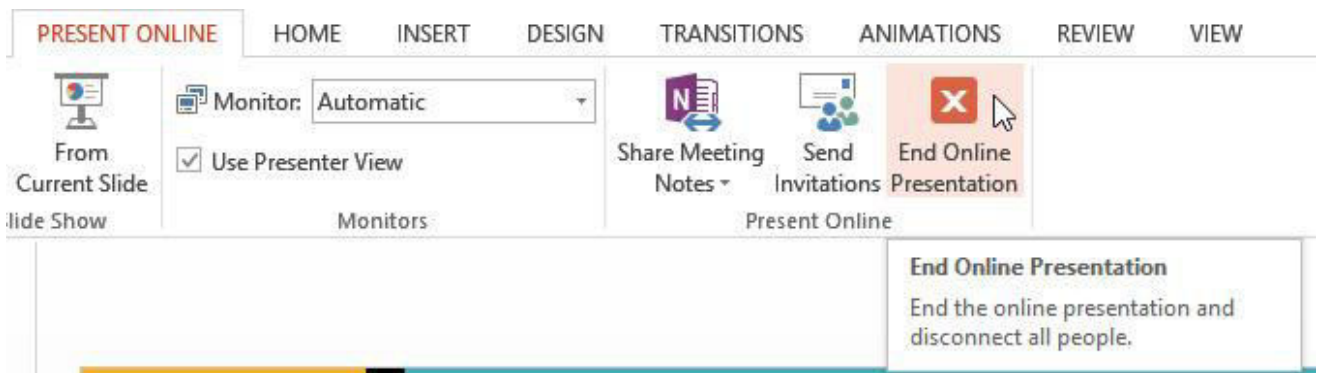 PRESENT ONLINE HOME INSERT DESIGN TRANSITIONS ANIMATIONS REVIEW VIEW
From
Current Slide
lide Show
Monitor: Automatic
Use Presenter View
Monitors
N
Share Meeting
Notes
Send
Invitations
End Online
Presentation
Present Online
End Online Presentation
End the online presentation and
disconnect all people.